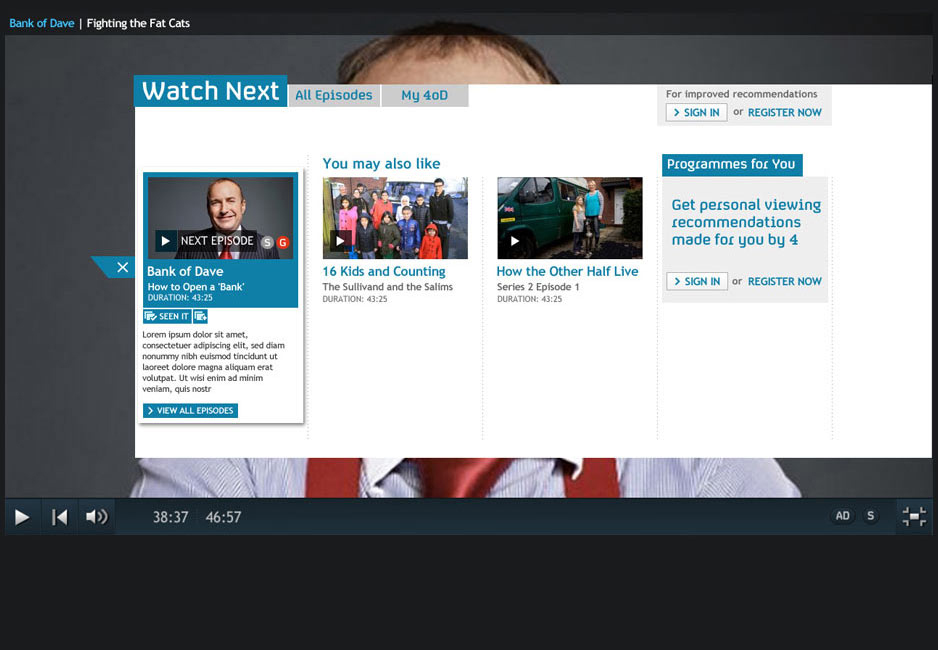 Bank of Dave | Fighting the Fat Cats
Watch Next
All Episodes
My 4oD
For improved recommendations
SIGN IN or REGISTER NOW
NEXT EPISODE S G
Bank of Dave
How to Open a 'Bank'
DURATION: 43:25
SEEN IT
Lorem ipsum dolor sit amet,
consectetuer adipiscing elit, sed diam
nonummy nibh euismod tincidunt ut
laoreet dolore magna aliquam erat
volutpat. Ut wisi enim ad minim
veniam, quis nostr
VIEW ALL EPISODES
You may also like
16 Kids and Counting
The Sullivand and the Salims
DURATION: 43:25
How the Other Half Live
Series 2 Episode 1
DURATION: 43:25
Programmes for You
Get personal viewing
recommendations
made for you by 4
SIGN IN or REGISTER NOW
38:37 46:57
AD S